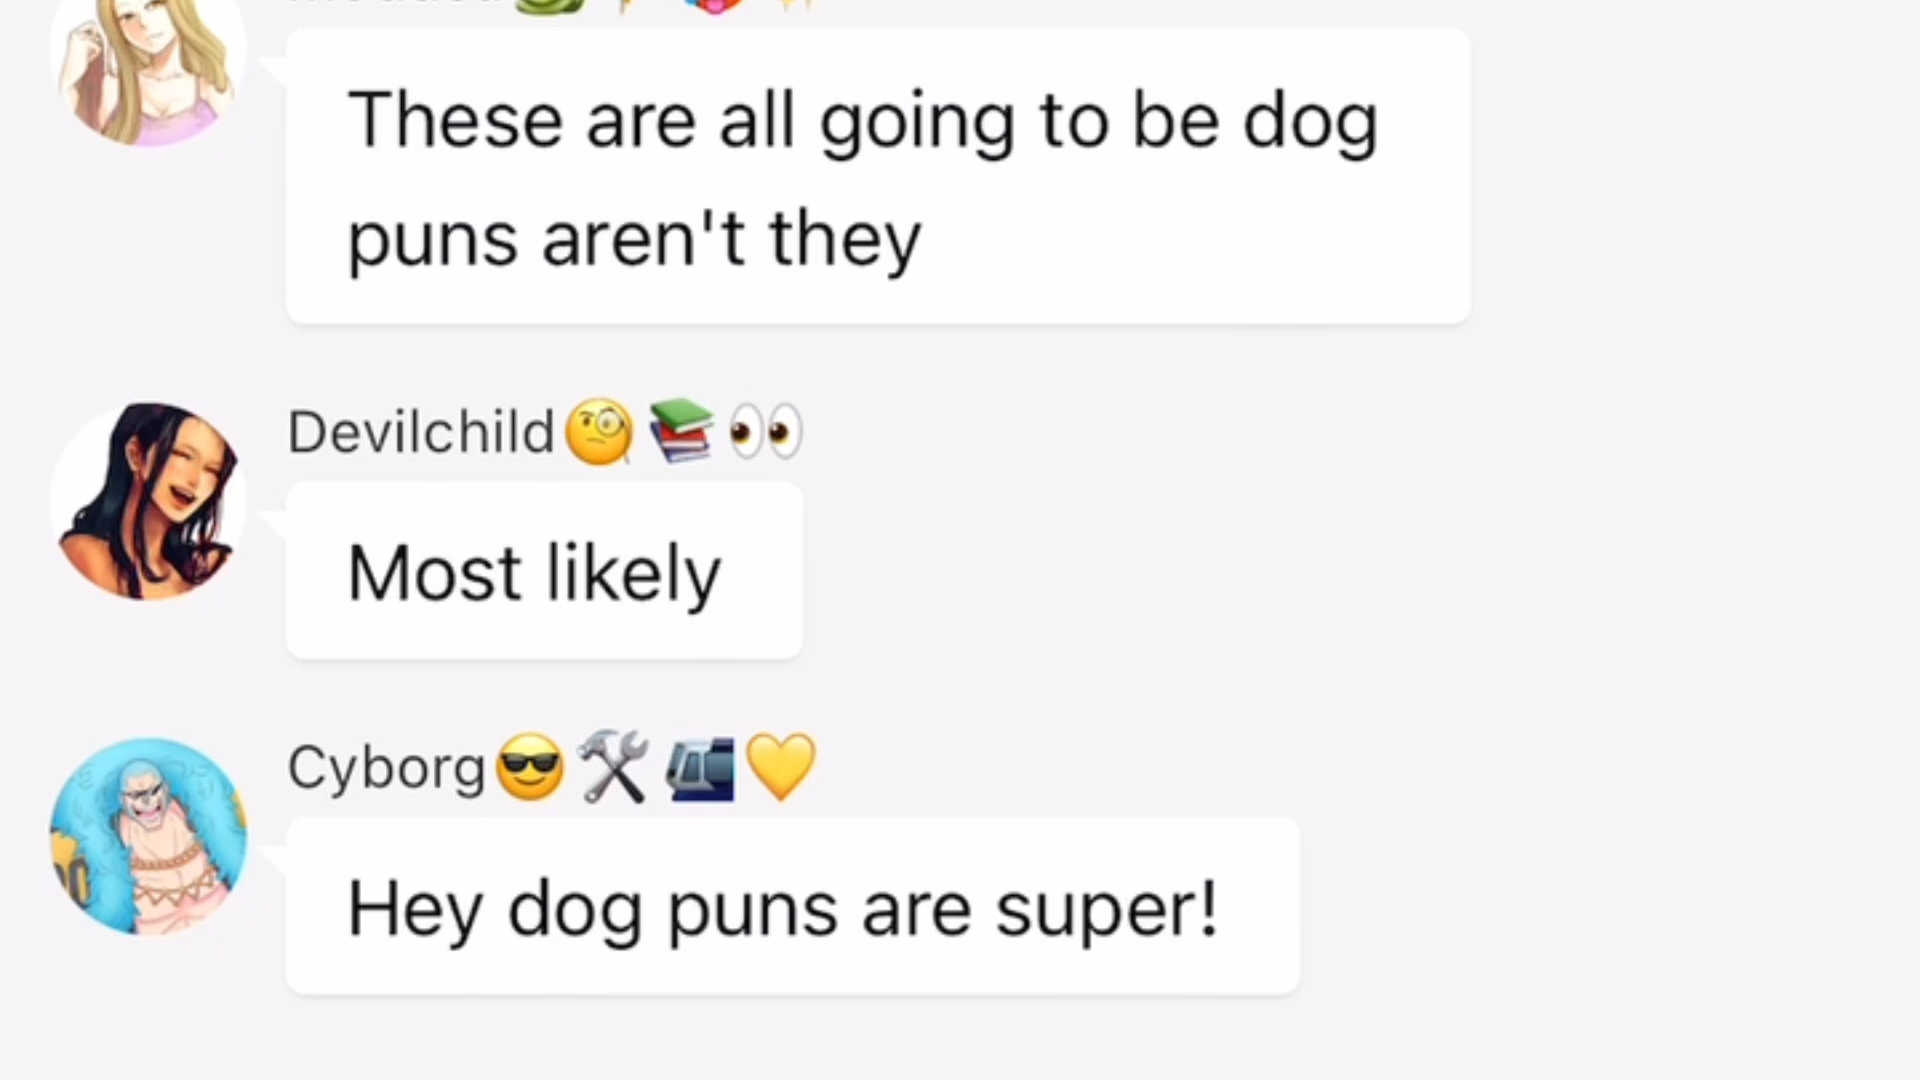 These are all going to be dog
puns aren't they
Devilchild🧐📚👀
Most likely
Cyborg😎🛠️💺💛
Hey dog puns are super!